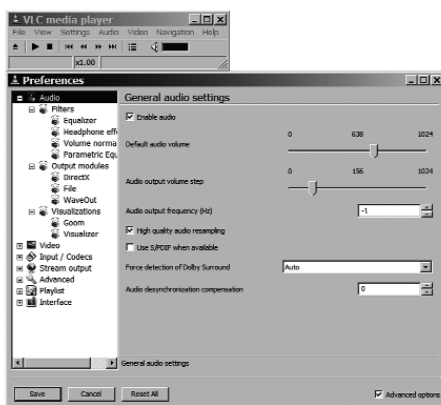 VLC media player
File View Settings Audio Video Navigation Help
x1.00
Preferences
Audio
Filters
Equalizer
Headphone eff
Volume norma
Parametric Equ
Output modules
DirectX
File
WaveOut
Visualizations
Goom
Visualizer
Video
Input / Codecs
Stream output
Advanced
Playlist
Interface
General audio settings
Enable audio
0 638 1024
Default audio volume
0 156 1024
Audio output volume step
Audio output frequency (Hz) -1
High quality audio resampling
Use S/PDIF when available
Force detection of Dolby Surround Auto
Audio desynchronization compensation 0
General audio settings
Save Cancel Reset All Advanced options